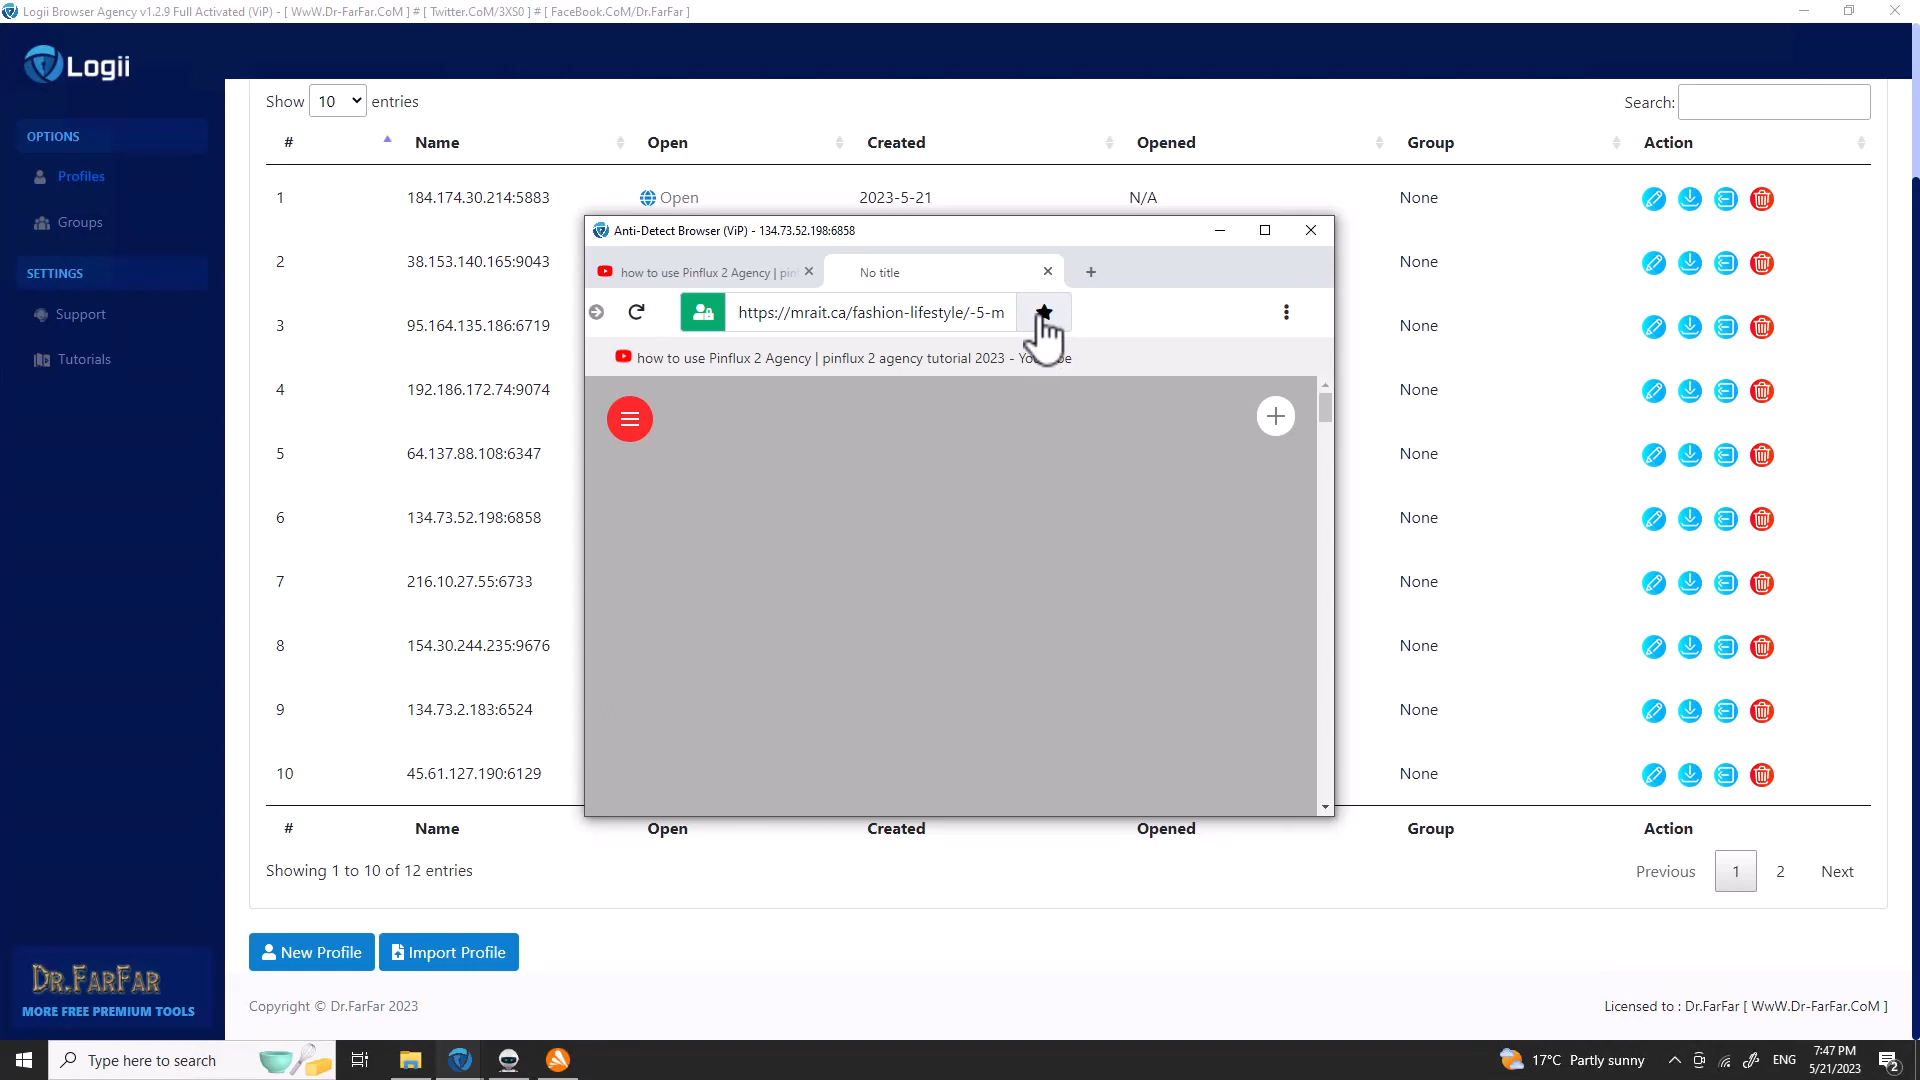 Logii Browser Agency v1.2.9 Full Activated (ViP) - [ WwW.Dr-FarFar.CoM ] # [ Twitter.CoM/3XS0 ] # [ FaceBook.CoM/Dr.FarFar ]
Logii
OPTIONS
Profiles
Groups
SETTINGS
Support
Tutorials
DR.FARFAR
MORE FREE PREMIUM TOOLS
Show 10 entries
Search:
# Name Open Created Opened Group Action
1 184.174.30.214:5883 Open 2023-5-21 N/A None
2 38.153.140.165:9043 None
3 95.164.135.186:6719 None
4 192.186.172.74:9074 None
5 64.137.88.108:6347 None
6 134.73.52.198:6858 None
7 216.10.27.55:6733 None
8 154.30.244.235:9676 None
9 134.73.2.183:6524 None
10 45.61.127.190:6129 None
# Name Open Created Opened Group Action
Showing 1 to 10 of 12 entries
Previous 1 2 Next
Anti-Detect Browser (ViP) - 134.73.52.198:6858
how to use Pinflux 2 Agency | pin
No title
https://mrait.ca/fashion-lifestyle/-5-m
how to use Pinflux 2 Agency | pinflux 2 agency tutorial 2023 -
New Profile
Import Profile
Copyright © Dr.FarFar 2023
Licensed to : Dr.FarFar [ WwW.Dr-FarFar.CoM ]
Type here to search
17°C Partly sunny
ENG
7:47 PM
5/21/2023
2